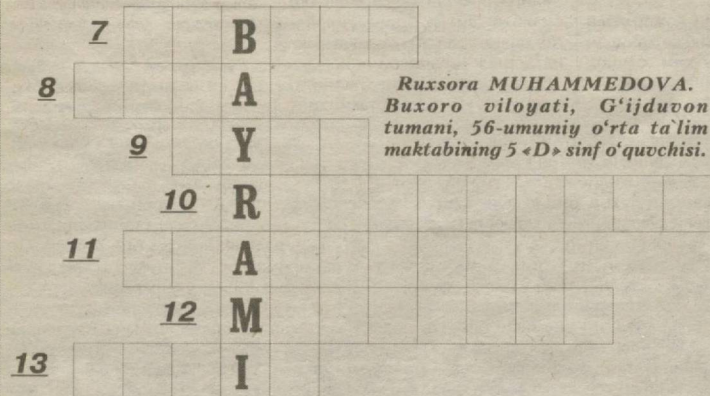 7 B
8 A
Ruxsora MUHAMMEDOVA.
Buxoro viloyati, G‘ijduvon
tumani, 56-umumiy o‘rta ta`lim
maktabining 5 «D» sinf o‘quvchisi.
9 Y
10 R
11 A
12 M
13 I